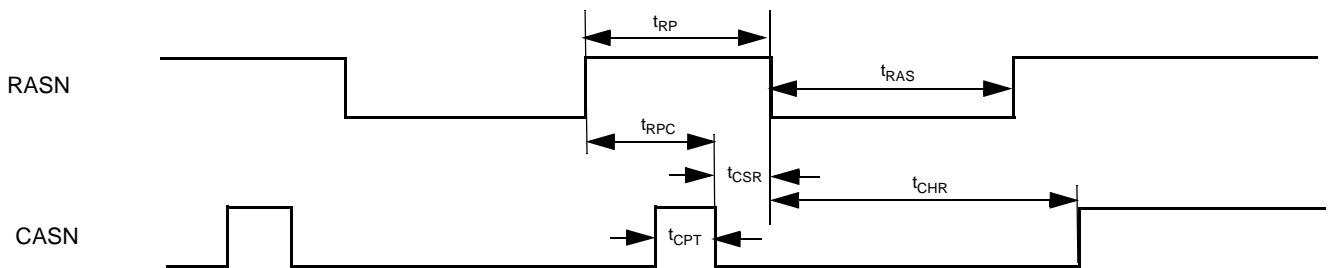 tRP
RASN
tRAS
tRPC
tCSR
tCHR
CASN
tCPT